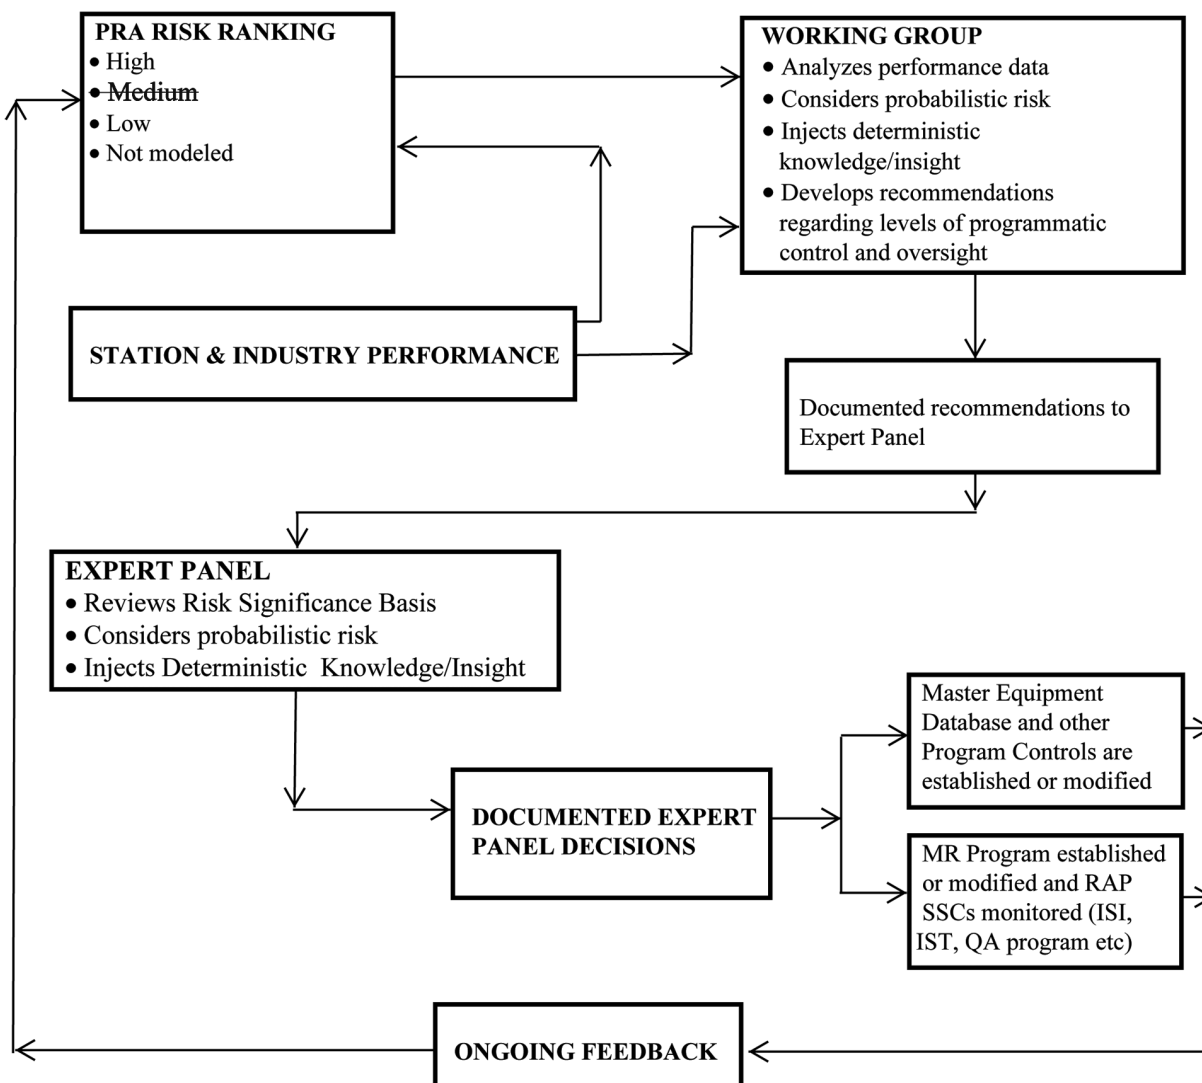 PRA RISK RANKING
• High
• Medium
• Low
• Not modeled
WORKING GROUP
• Analyzes performance data
• Considers probabilistic risk
• Injects deterministic
knowledge/insight
• Develops recommendations
regarding levels of programmatic
control and oversight
STATION & INDUSTRY PERFORMANCE
Documented recommendations to
Expert Panel
EXPERT PANEL
• Reviews Risk Significance Basis
• Considers probabilistic risk
• Injects Deterministic Knowledge/Insight
Master Equipment
Database and other
Program Controls are
established or modified
DOCUMENTED EXPERT
PANEL DECISIONS
MR Program established
or modified and RAP
SSCs monitored (ISI,
IST, QA program etc)
ONGOING FEEDBACK